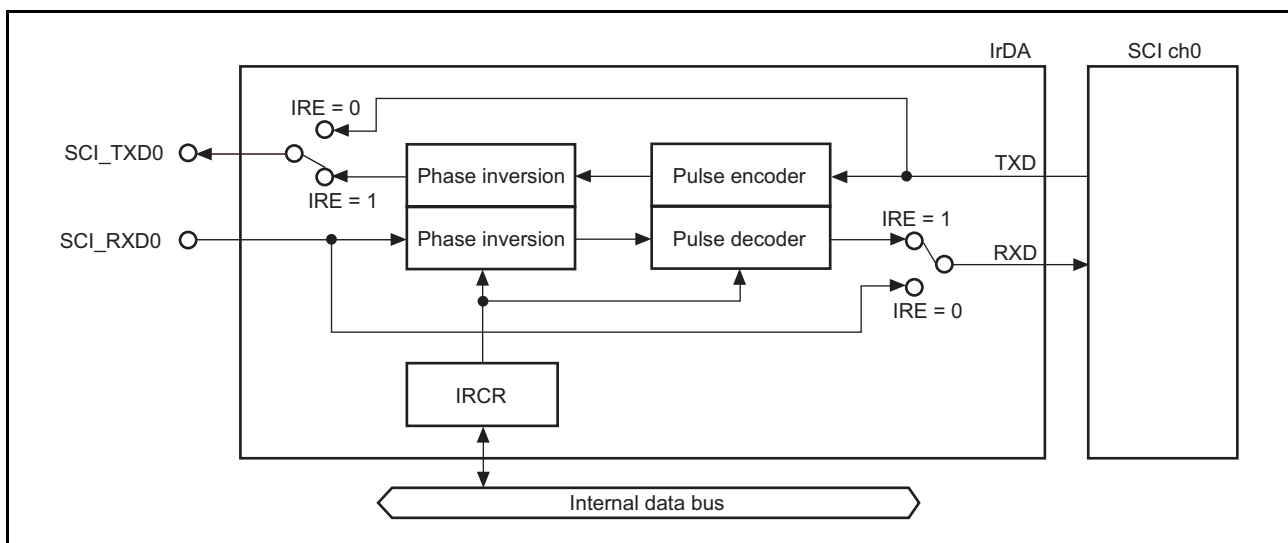 IrDA
SCI ch0
IRE = 0
SCI_TXD0
Phase inversion
Pulse encoder
TXD
IRE = 1
SCI_RXD0
Phase inversion
Pulse decoder
IRE = 1
RXD
IRE = 0
IRCR
Internal data bus